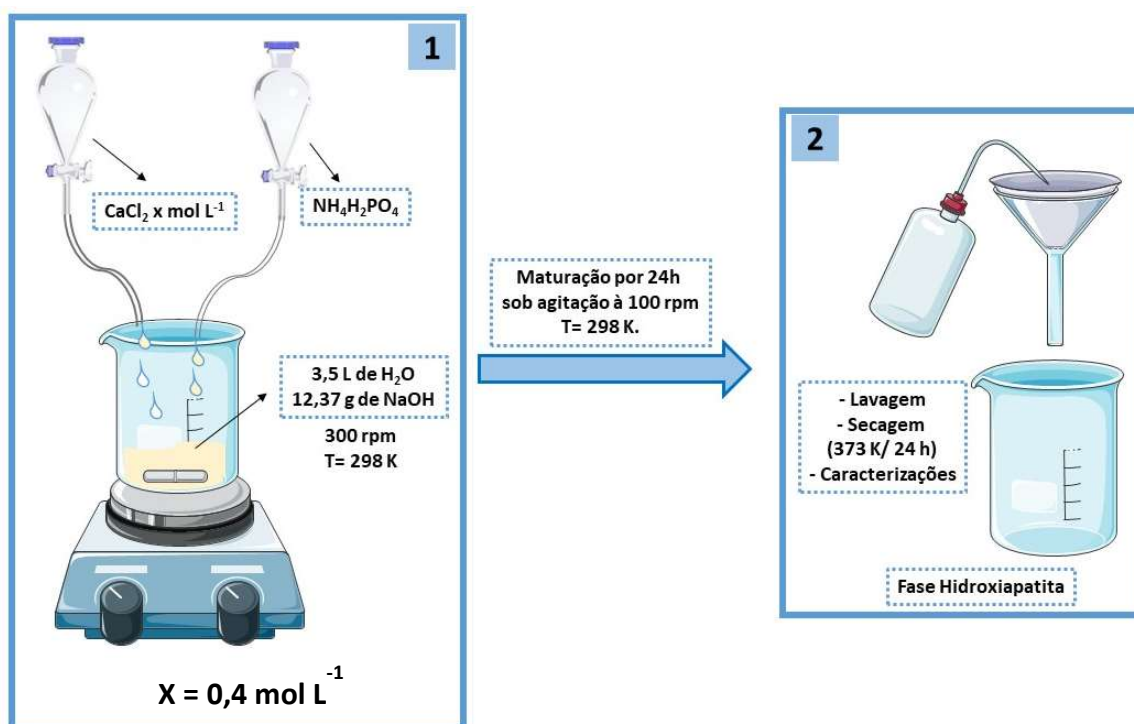 1
CaCl₂ x mol L⁻¹
NH₄H₂PO₄
3,5 L de H₂O
12,37 g de NaOH
300 rpm
T= 298 K
X = 0,4 mol L⁻¹
Maturação por 24h
sob agitação à 100 rpm
T= 298 K.
2
- Lavagem
- Secagem
(373 K/ 24 h)
- Caracterizações
Fase Hidroxiapatita